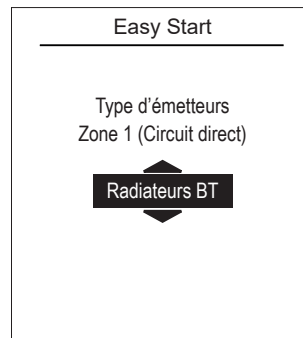 Easy Start
Type d'émetteurs
Zone 1 (Circuit direct)
Radiateurs BT